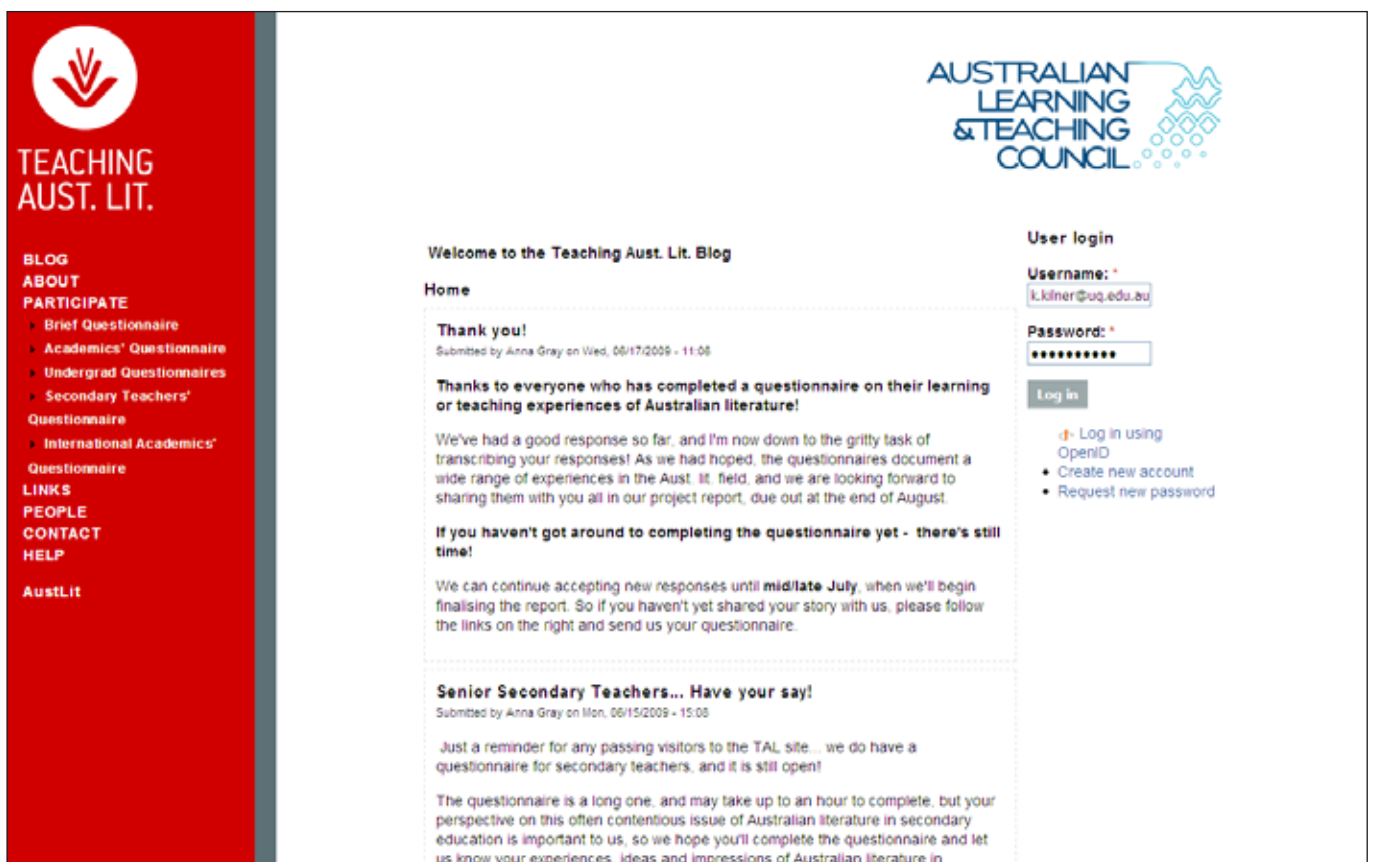 TEACHING
AUST. LIT.
BLOG
ABOUT
PARTICIPATE
Brief Questionnaire
Academics' Questionnaire
Undergrad Questionnaires
Secondary Teachers'
Questionnaire
International Academics'
Questionnaire
LINKS
PEOPLE
CONTACT
HELP
AustLit
AUSTRALIAN
LEARNING
&TEACHING
COUNCIL
Welcome to the Teaching Aust. Lit. Blog
Home
Thank you!
Submitted by Anna Gray on Wed, 06/17/2009 - 11:06
Thanks to everyone who has completed a questionnaire on their learning
or teaching experiences of Australian literature!
We've had a good response so far, and I'm now down to the gritty task of
transcribing your responses! As we had hoped, the questionnaires document a
wide range of experiences in the Aust. lit. field, and we are looking forward to
sharing them with you all in our project report, due out at the end of August.
If you haven't got around to completing the questionnaire yet - there's still
time!
We can continue accepting new responses until mid/late July, when we'll begin
finalising the report. So if you haven't yet shared your story with us, please follow
the links on the right and send us your questionnaire.
Senior Secondary Teachers... Have your say!
Submitted by Anna Gray on Mon, 06/15/2009 - 15:06
Just a reminder for any passing visitors to the TAL site... we do have a
questionnaire for secondary teachers, and it is still open!
The questionnaire is a long one, and may take up to an hour to complete, but your
perspective on this often contentious issue of Australian literature in secondary
education is important to us, so we hope you'll complete the questionnaire and let
us know your experiences, ideas and impressions of Australian literature in
User login
Username: *
k.kilner@uq.edu.au
Password: *
••••••••••
Log in
Log in using
OpenID
Create new account
Request new password